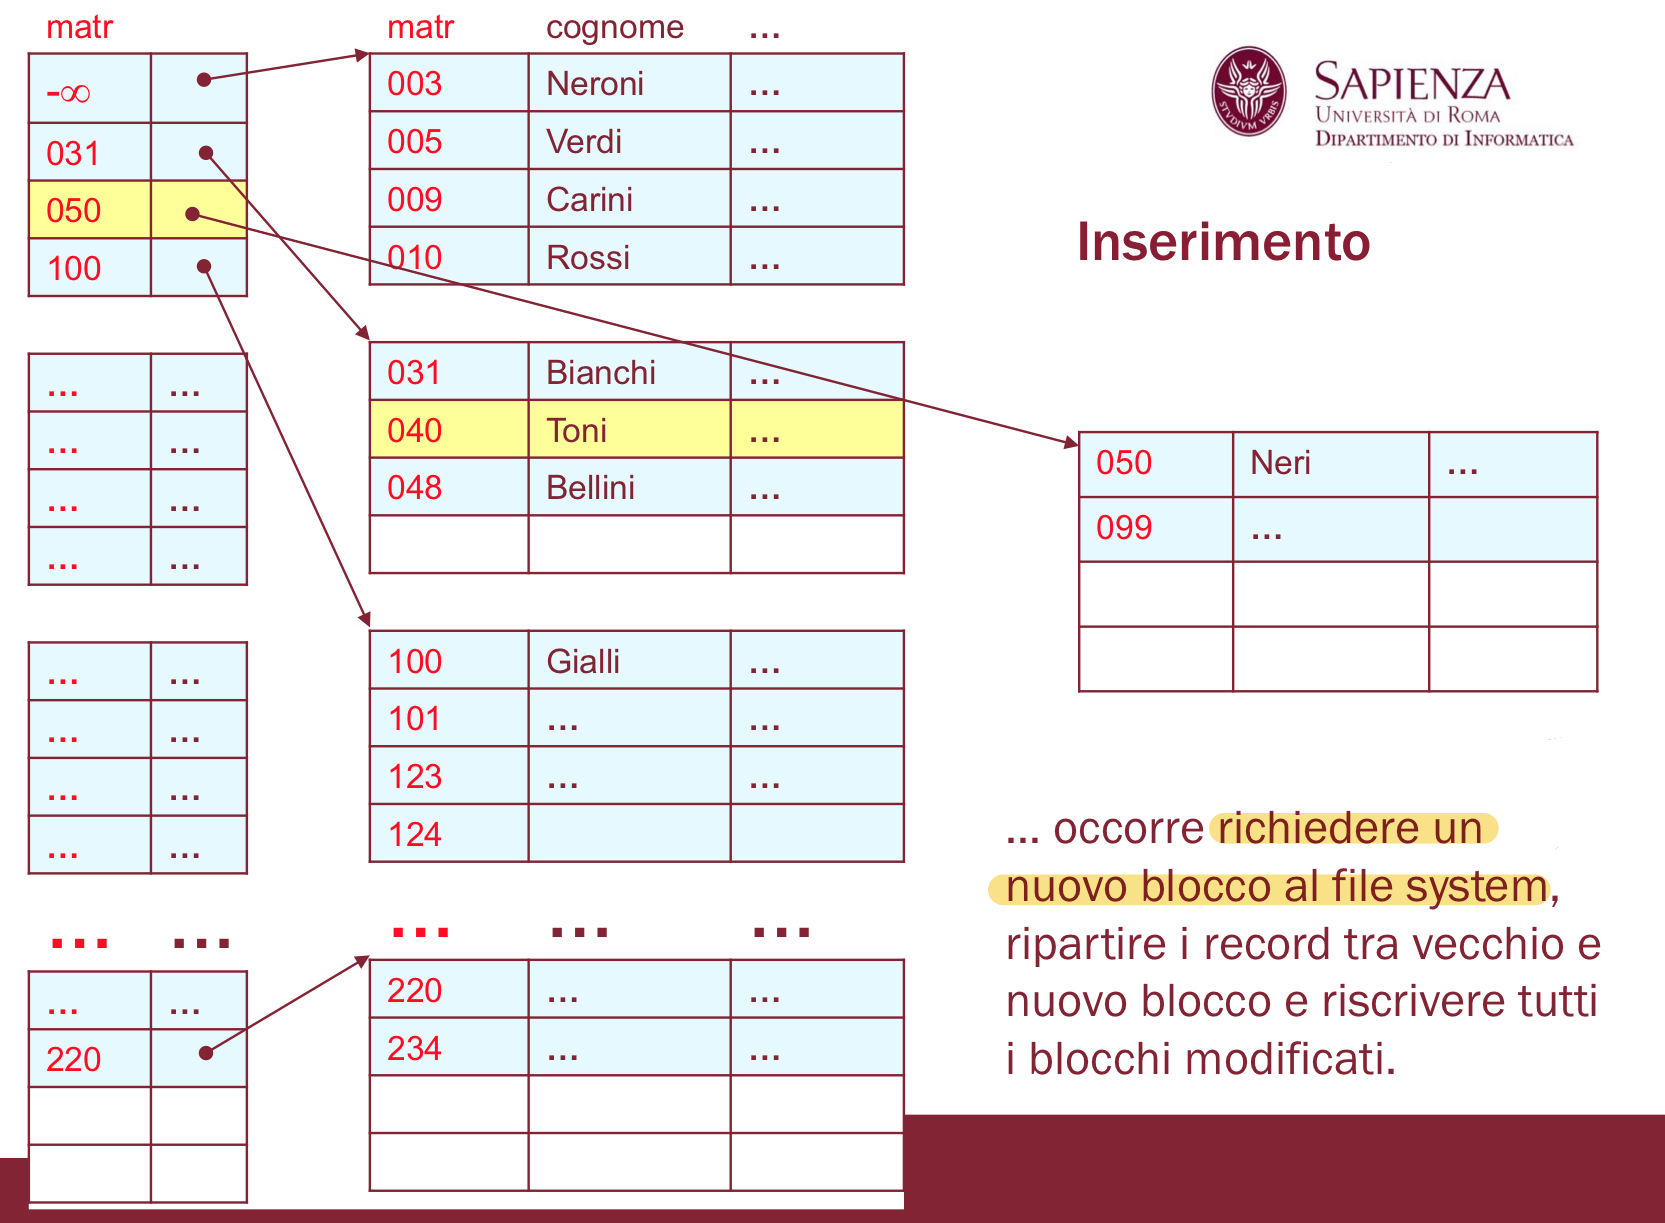 matr
-∞
031
050
100
... ...
... ...
... ...
... ...
... ...
... ...
... ...
... ...
... ...
... ...
220
matr cognome ...
003 Neroni ...
005 Verdi ...
009 Carini ...
010 Rossi ...
031 Bianchi ...
040 Toni ...
048 Bellini ...
100 Gialli ...
101 ... ...
123 ... ...
124
... ... ...
220 ... ...
234 ... ...
SAPIENZA
UNIVERSITÀ DI ROMA
DIPARTIMENTO DI INFORMATICA
STVDIVM VRBIS
Inserimento
050 Neri ...
099 ...
... occorre richiedere un
nuovo blocco al file system,
ripartire i record tra vecchio e
nuovo blocco e riscrivere tutti
i blocchi modificati.